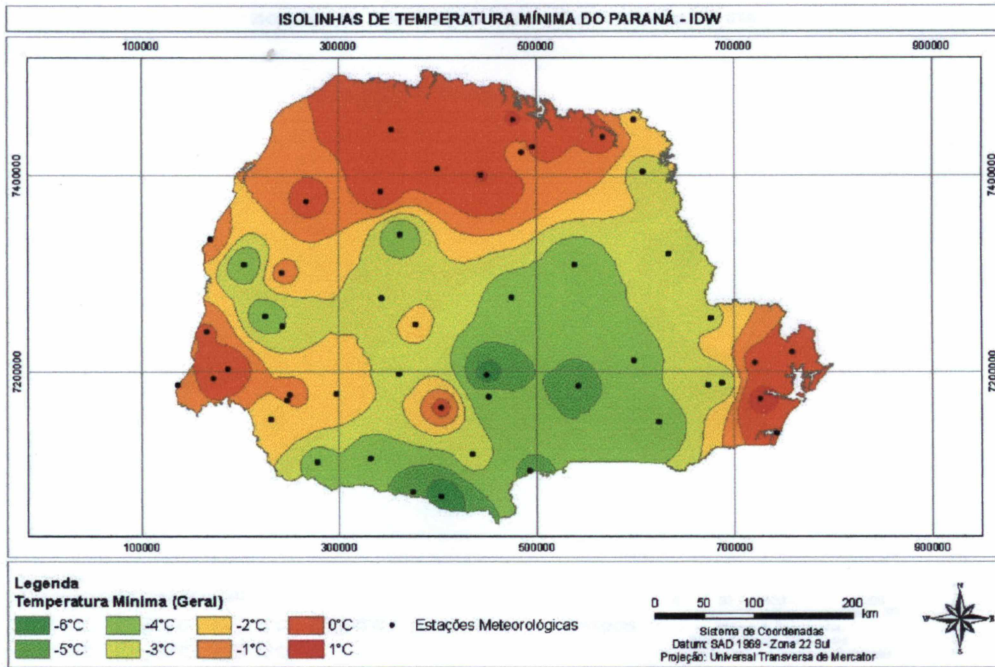 ISOLINHAS DE TEMPERATURA MÍNIMA DO PARANÁ - IDW
100000 300000 500000 700000 900000
7400000 7400000
7200000 7200000
100000 300000 500000 700000 900000
Legenda
Temperatura Mínima (Geral)
-6°C -4°C -2°C 0°C
-5°C -3°C -1°C 1°C
Estações Meteorológicas
0 50 100 200
km
Sistema de Coordenadas
Datum: SAD 1969 - Zona 22 Sul
Projeção: Universal Transversa de Mercator
N
W E
S